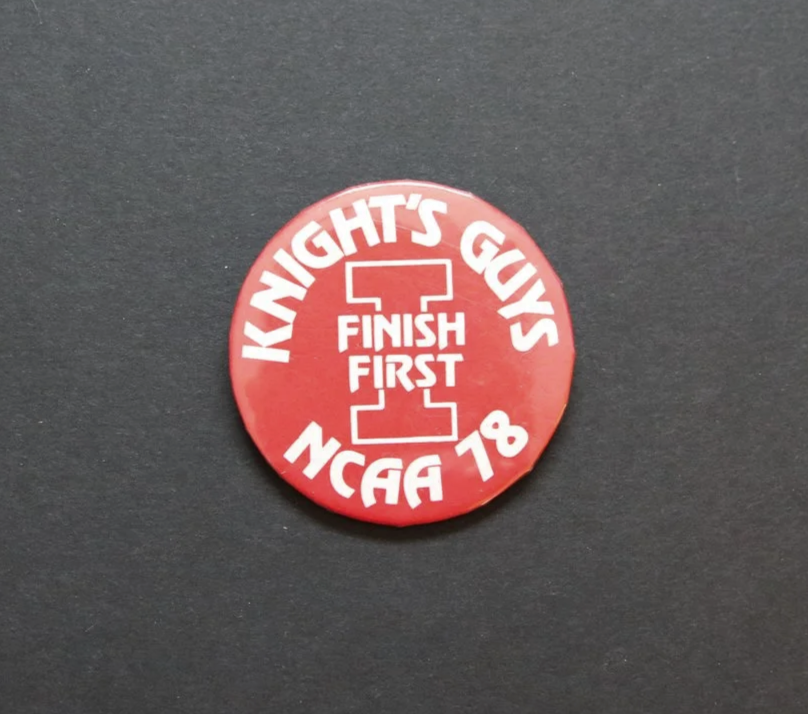 KNIGHT'S GUYS
FINISH
FIRST
NCAA 78